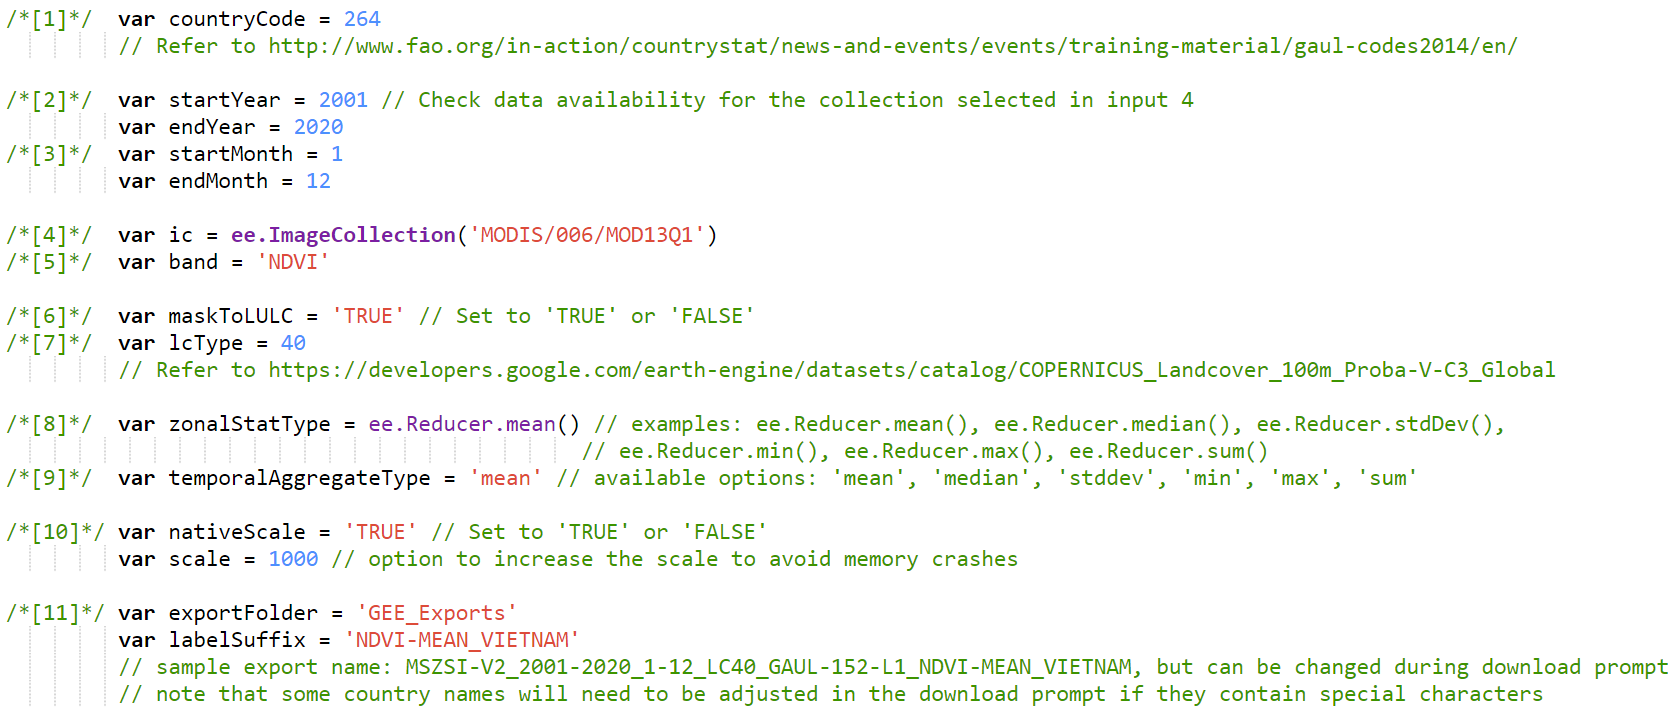 /*[1]*/ var countryCode = 264
// Refer to http://www.fao.org/in-action/countrystat/news-and-events/events/training-material/gaul-codes2014/en/
/*[2]*/ var startYear = 2001 // Check data availability for the collection selected in input 4
var endYear = 2020
/*[3]*/ var startMonth = 1
var endMonth = 12
/*[4]*/ var ic = ee.ImageCollection('MODIS/006/MOD13Q1')
/*[5]*/ var band = 'NDVI'
/*[6]*/ var maskToLULC = 'TRUE' // Set to 'TRUE' or 'FALSE'
/*[7]*/ var lcType = 40
// Refer to https://developers.google.com/earth-engine/datasets/catalog/COPERNICUS_Landcover_100m_Proba-V-C3_Global
/*[8]*/ var zonalStatType = ee.Reducer.mean() // examples: ee.Reducer.mean(), ee.Reducer.median(), ee.Reducer.stdDev(),
// ee.Reducer.min(), ee.Reducer.max(), ee.Reducer.sum()
/*[9]*/ var temporalAggregateType = 'mean' // available options: 'mean', 'median', 'stddev', 'min', 'max', 'sum'
/*[10]*/ var nativeScale = 'TRUE' // Set to 'TRUE' or 'FALSE'
var scale = 1000 // option to increase the scale to avoid memory crashes
/*[11]*/ var exportFolder = 'GEE_Exports'
var labelSuffix = 'NDVI-MEAN_VIETNAM'
// sample export name: MSZSI-V2_2001-2020_1-12_LC40_GAUL-152-L1_NDVI-MEAN_VIETNAM, but can be changed during download prompt
// note that some country names will need to be adjusted in the download prompt if they contain special characters